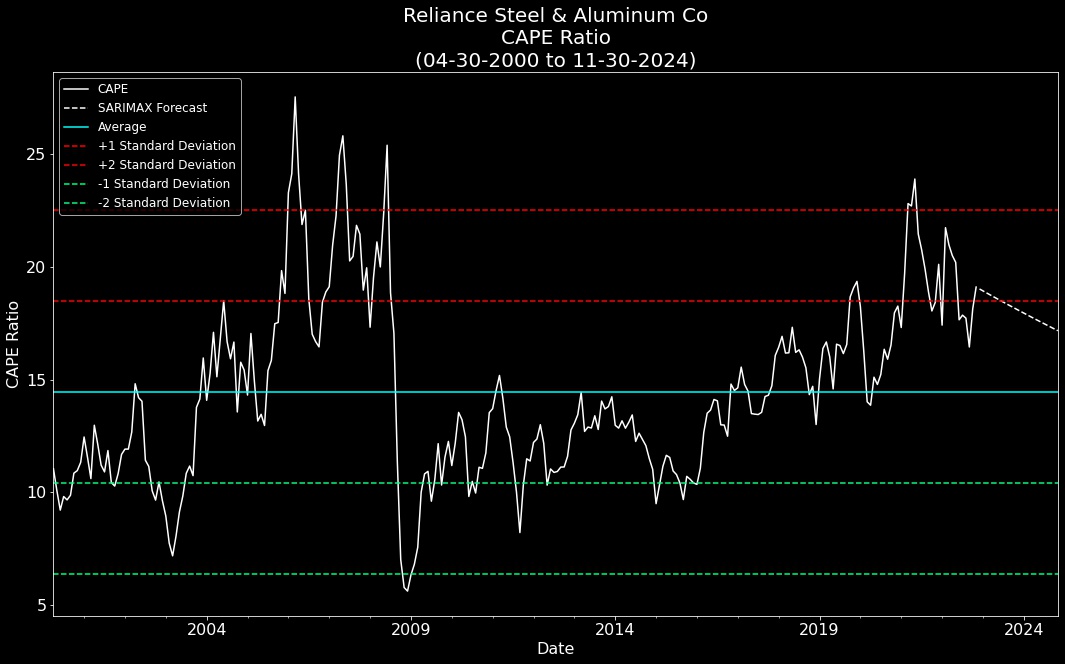 Reliance Steel & Aluminum Co
CAPE Ratio
(04-30-2000 to 11-30-2024)
CAPE
SARIMAX Forecast
Average
+1 Standard Deviation
+2 Standard Deviation
-1 Standard Deviation
-2 Standard Deviation
CAPE Ratio
25
20
15
10
5
2004 2009 2014 2019 2024
Date